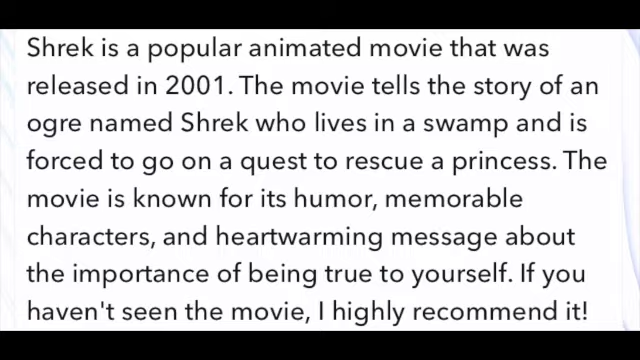 Shrek is a popular animated movie that was
released in 2001. The movie tells the story of an
ogre named Shrek who lives in a swamp and is
forced to go on a quest to rescue a princess. The
movie is known for its humor, memorable
characters, and heartwarming message about
the importance of being true to yourself. If you
haven't seen the movie, I highly recommend it!